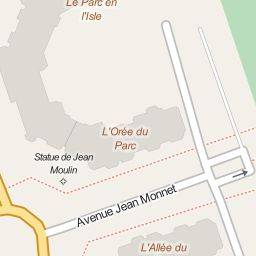 Le Parc en
l'Isle
L'Orée du
Parc
Statue de Jean
Moulin
Avenue Jean Monnet
L'Allée du